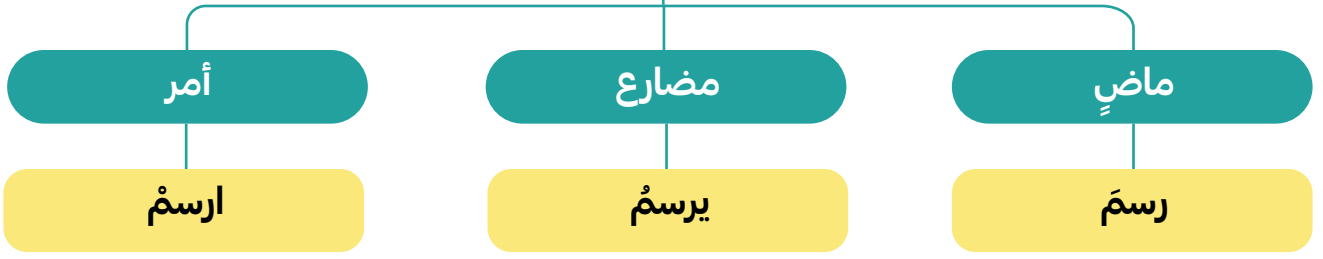 ماضٍ
مضارع
أمر
رسمَ
يرسمُ
ارسمْ